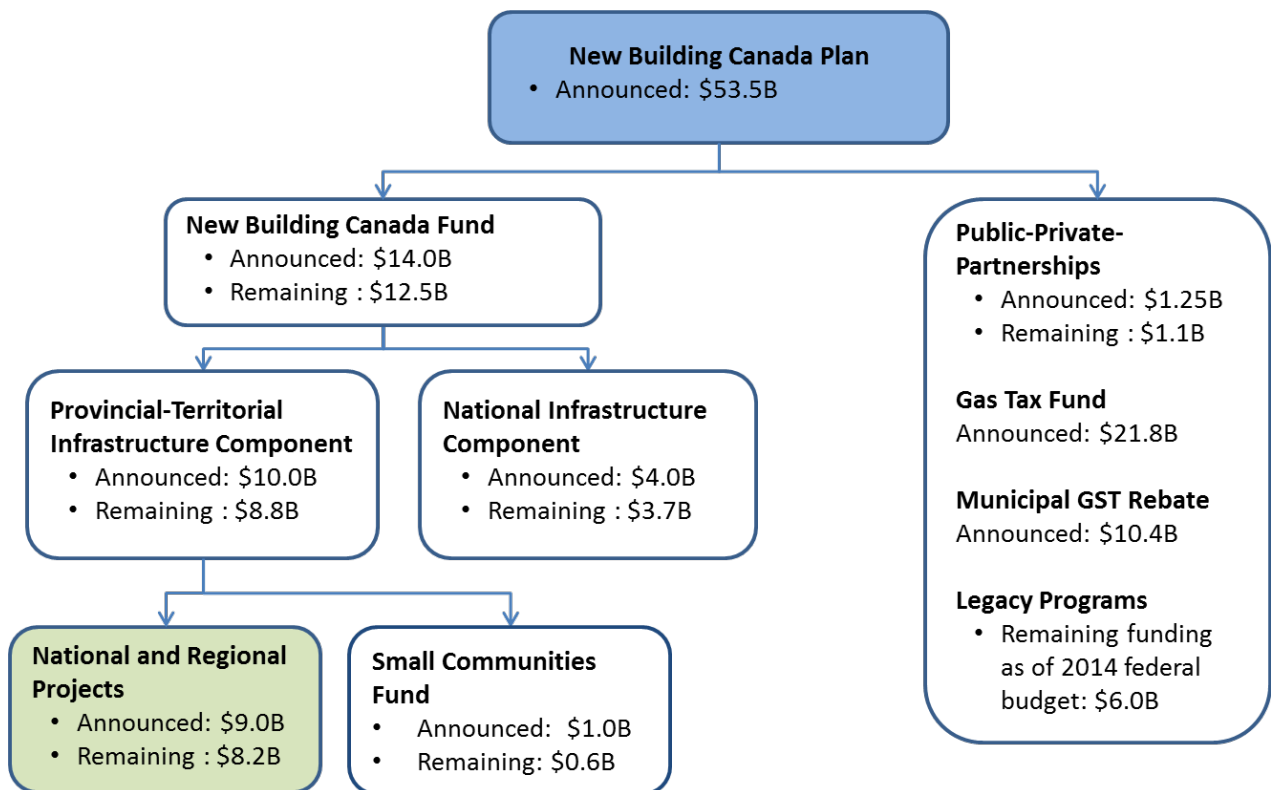 New Building Canada Plan
• Announced: $53.5B
New Building Canada Fund
• Announced: $14.0B
• Remaining : $12.5B
Provincial-Territorial
Infrastructure Component
• Announced: $10.0B
• Remaining : $8.8B
National Infrastructure
Component
• Announced: $4.0B
• Remaining : $3.7B
National and Regional
Projects
• Announced: $9.0B
• Remaining : $8.2B
Small Communities
Fund
• Announced: $1.0B
• Remaining: $0.6B
Public-Private-
Partnerships
• Announced: $1.25B
• Remaining : $1.1B
Gas Tax Fund
Announced: $21.8B
Municipal GST Rebate
Announced: $10.4B
Legacy Programs
• Remaining funding
as of 2014 federal
budget: $6.0B